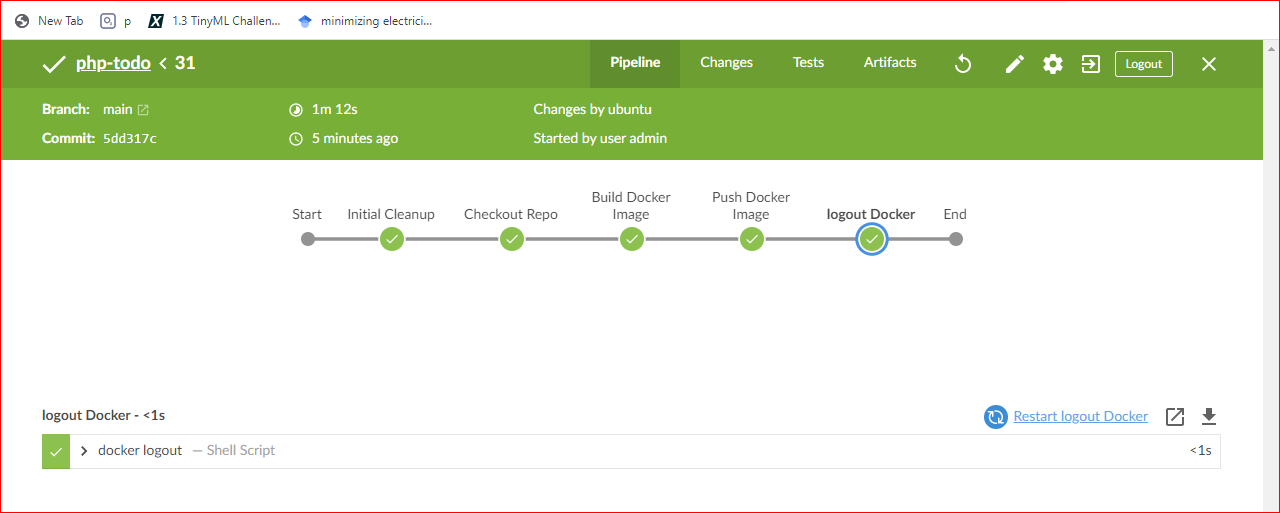 New Tab
p
1.3 TinyML Challen...
minimizing electrici...
php-todo < 31
Pipeline
Changes
Tests
Artifacts
Logout
Branch: main
1m 12s
Changes by ubuntu
Commit: 5dd317c
5 minutes ago
Started by user admin
Start
Initial Cleanup
Checkout Repo
Build Docker
Image
Push Docker
Image
logout Docker
End
logout Docker - <1s
Restart logout Docker
docker logout — Shell Script
<1s